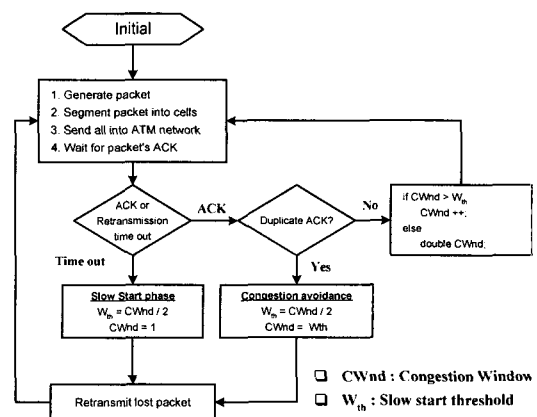 Initial
1. Generate packet
2. Segment packet into cells
3. Send all into ATM network
4. Wait for packet's ACK
ACK or
Retransmission
time out
ACK
Duplicate ACK?
No
if CWnd > Wth
CWnd ++;
else
double CWnd;
Time out
Yes
Slow Start phase
Wth = CWnd / 2
CWnd = 1
Congestion avoidance
Wth = CWnd / 2
CWnd = Wth
Retransmit lost packet
❑ CWnd : Congestion Window
❑ Wth : Slow start threshold